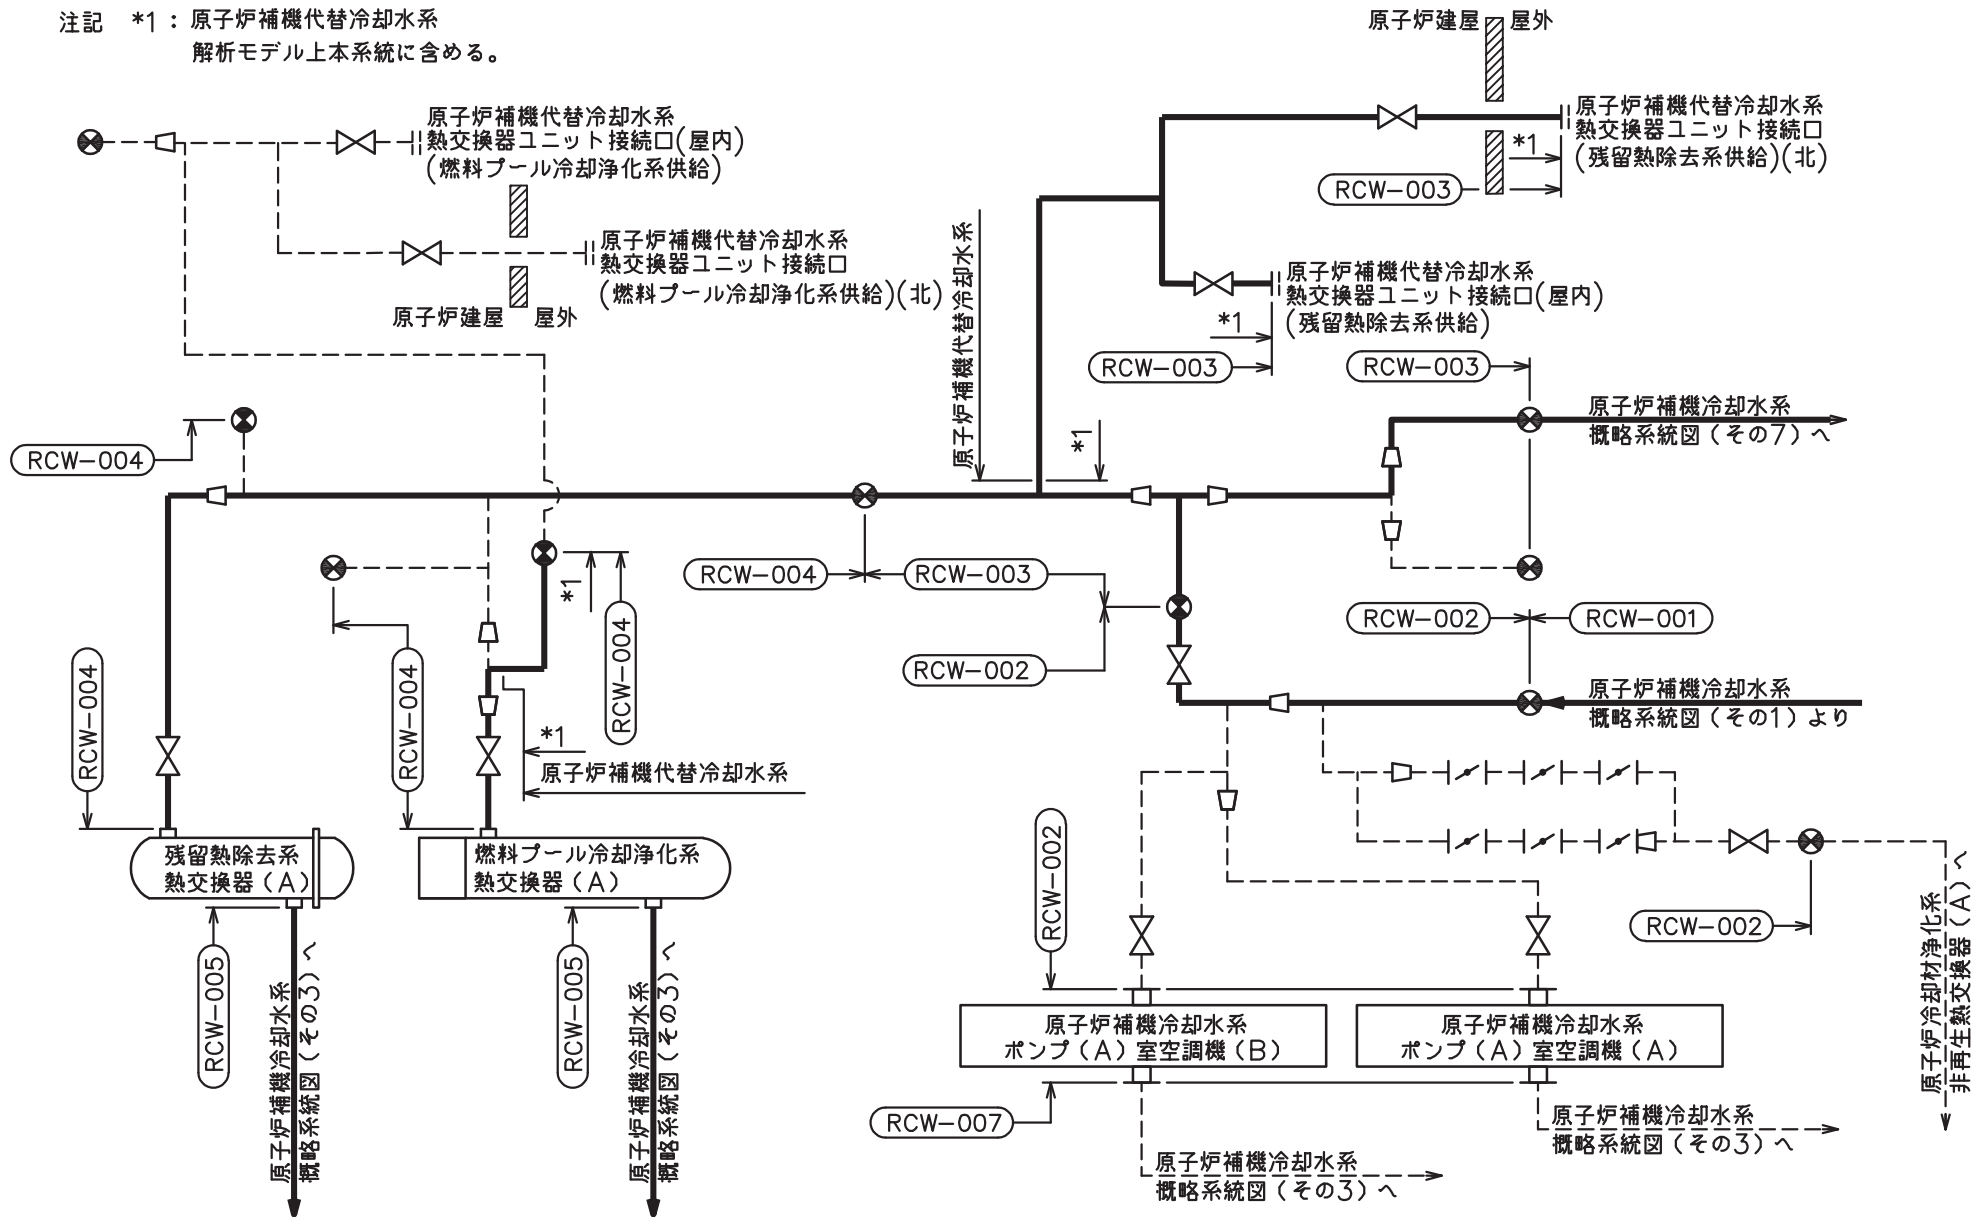 注記 *1：原子炉補機代替冷却水系
解析モデル上本系統に含める。
原子炉建屋 屋外
原子炉補機代替冷却水系
熱交換器ユニット接続口(屋内)
(燃料プール冷却浄化系供給)
原子炉補機代替冷却水系
熱交換器ユニット接続口
(残留熱除去系供給)(北)
*1
RCW-003
原子炉補機代替冷却水系
熱交換器ユニット接続口
(燃料プール冷却浄化系供給)(北)
原子炉建屋 屋外
原子炉補機代替冷却水系
原子炉補機代替冷却水系
熱交換器ユニット接続口(屋内)
(残留熱除去系供給)
*1
RCW-003
RCW-003
原子炉補機冷却水系
概略系統図(その7)へ
*1
RCW-004
RCW-004
RCW-003
*1
RCW-004
RCW-002
RCW-002
RCW-001
RCW-004
RCW-004
原子炉補機冷却水系
概略系統図(その1)より
*1
原子炉補機代替冷却水系
残留熱除去系
熱交換器(A)
燃料プール冷却浄化系
熱交換器(A)
RCW-002
RCW-002
原子炉冷却材浄化系
非再生熱交換器(A)へ
RCW-005
原子炉補機冷却水系
概略系統図(その3)へ
RCW-005
原子炉補機冷却水系
概略系統図(その3)へ
原子炉補機冷却水系
ポンプ(A)室空調機(B)
原子炉補機冷却水系
ポンプ(A)室空調機(A)
RCW-007
原子炉補機冷却水系
概略系統図(その3)へ
原子炉補機冷却水系
概略系統図(その3)へ